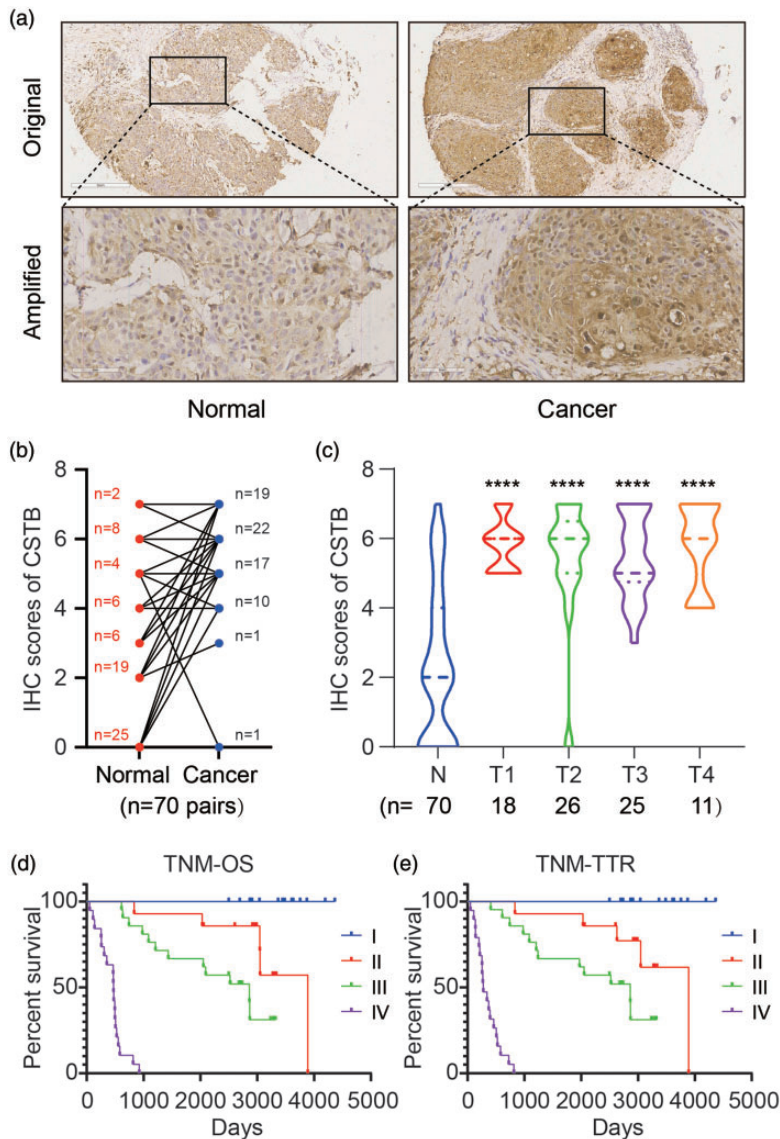 (a)
Original
Amplified
Normal Cancer
(b)
IHC scores of CSTB
8
6
4
2
0
n=2
n=8
n=4
n=6
n=6
n=19
n=25
n=19
n=22
n=17
n=10
n=1
n=1
Normal Cancer
(n=70 pairs)
(c)
IHC scores of CSTB
8
6
4
2
0
**** **** **** ****
N T1 T2 T3 T4
(n= 70 18 26 25 11)
(d)
TNM-OS
Percent survival
100
50
0
I
II
III
IV
0 1000 2000 3000 4000 5000
Days
(e)
TNM-TTR
Percent survival
100
50
0
I
II
III
IV
0 1000 2000 3000 4000 5000
Days